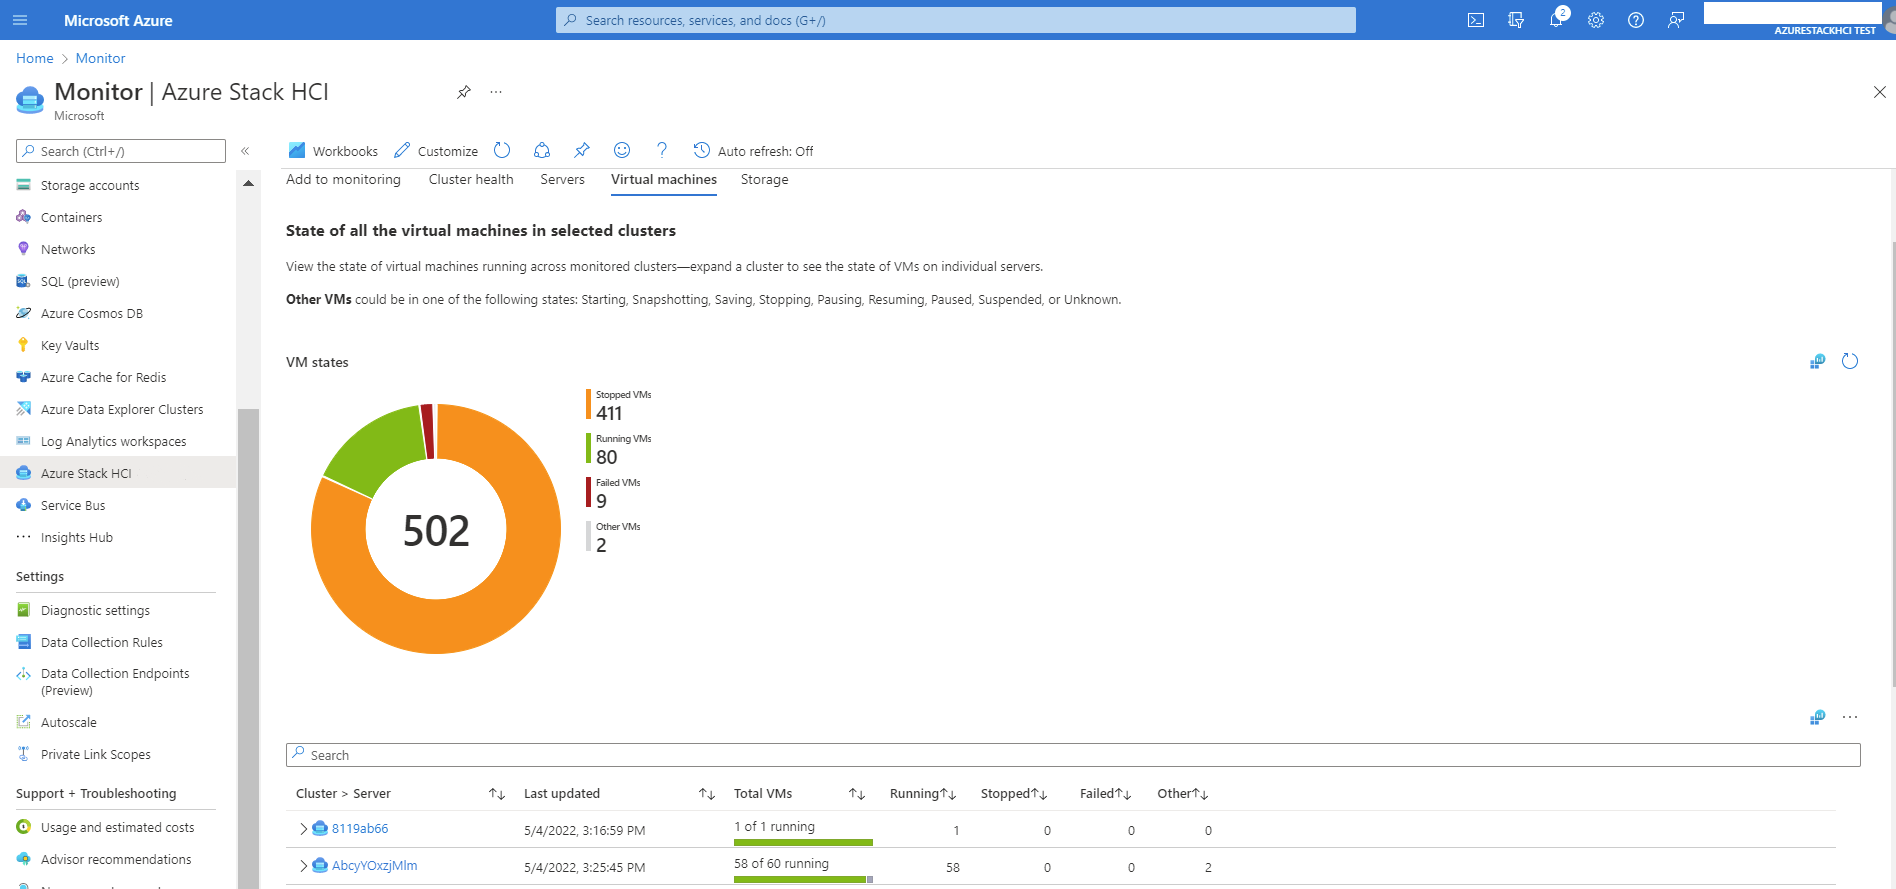 Microsoft Azure
Search resources, services, and docs (G+/)
2
AZURESTACKHCI TEST
Home > Monitor
Monitor | Azure Stack HCI
Microsoft
Search (Ctrl+/)
«
Storage accounts
Containers
Networks
SQL (preview)
Azure Cosmos DB
Key Vaults
Azure Cache for Redis
Azure Data Explorer Clusters
Log Analytics workspaces
Azure Stack HCI
Service Bus
Insights Hub
Settings
Diagnostic settings
Data Collection Rules
Data Collection Endpoints
(Preview)
Autoscale
Private Link Scopes
Support + Troubleshooting
Usage and estimated costs
Advisor recommendations
Workbooks Customize Auto refresh: Off
Add to monitoring Cluster health Servers Virtual machines Storage
State of all the virtual machines in selected clusters
View the state of virtual machines running across monitored clusters—expand a cluster to see the state of VMs on individual servers.
Other VMs could be in one of the following states: Starting, Snapshotting, Saving, Stopping, Pausing, Resuming, Paused, Suspended, or Unknown.
VM states
502
Stopped VMs
411
Running VMs
80
Failed VMs
9
Other VMs
2
Search
Cluster > Server ↑↓ Last updated ↑↓ Total VMs ↑↓ Running↑↓ Stopped↑↓ Failed↑↓ Other↑↓
8119ab66 5/4/2022, 3:16:59 PM 1 of 1 running 1 0 0 0
AbcyYOxzjMlm 5/4/2022, 3:25:45 PM 58 of 60 running 58 0 0 2